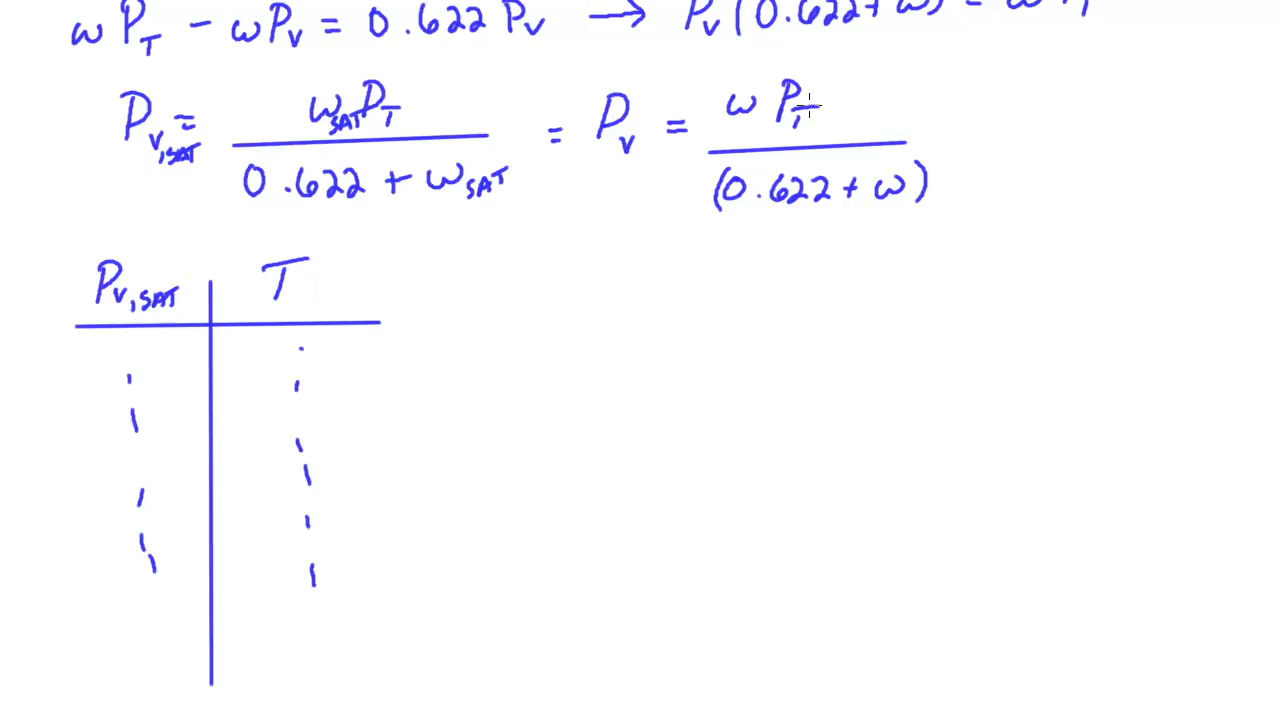 ωP_T - ωP_V = 0.622 P_V → P_V(0.622+ω) = ωP_T
P_V,SAT = ω_SAT P_T / 0.622 + ω_SAT = P_V = ω P_T / (0.622 + ω)
P_V,SAT T